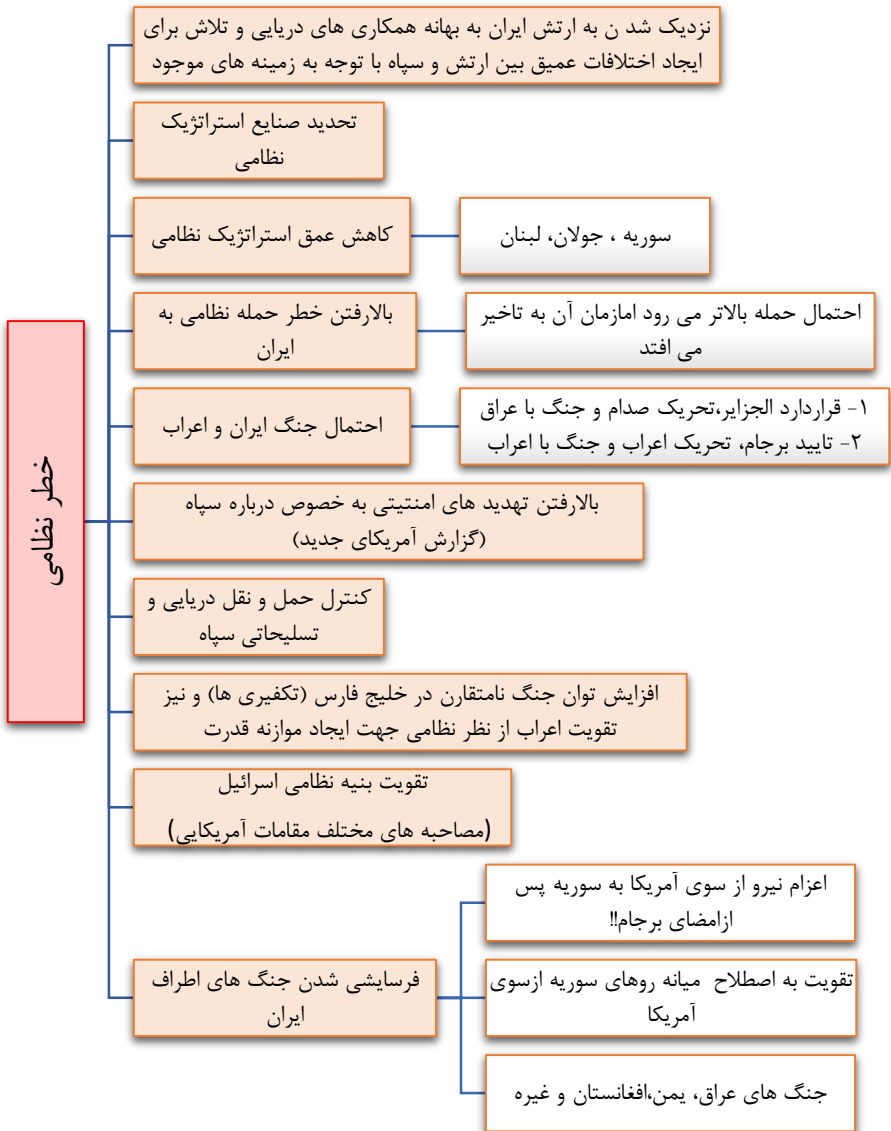 خطر نظامی
نزدیک شد ن به ارتش ایران به بهانه همکاری های دریایی و تلاش برای
ایجاد اختلافات عمیق بین ارتش و سپاه با توجه به زمینه های موجود
تحدید صنایع استراتژیک
نظامی
کاهش عمق استراتژیک نظامی
سوریه ، جولان، لبنان
بالارفتن خطر حمله نظامی به
ایران
احتمال حمله بالاتر می رود امازمان آن به تاخیر
می افتد
احتمال جنگ ایران و اعراب
۱- قراردارد الجزایر،تحریک صدام و جنگ با عراق
۲- تایید برجام، تحریک اعراب و جنگ با اعراب
بالارفتن تهدید های امنتیتی به خصوص درباره سپاه
(گزارش آمریکای جدید)
کنترل حمل و نقل دریایی و
تسلیحاتی سپاه
افزایش توان جنگ نامتقارن در خلیج فارس (تکفیری ها) و نیز
تقویت اعراب از نظر نظامی جهت ایجاد موازنه قدرت
تقویت بنیه نظامی اسرائیل
(مصاحبه های مختلف مقامات آمریکایی)
فرسایشی شدن جنگ های اطراف
ایران
اعزام نیرو از سوی آمریکا به سوریه پس
ازامضای برجام!!
تقویت به اصطلاح میانه روهای سوریه ازسوی
آمریکا
جنگ های عراق، یمن،افغانستان و غیره